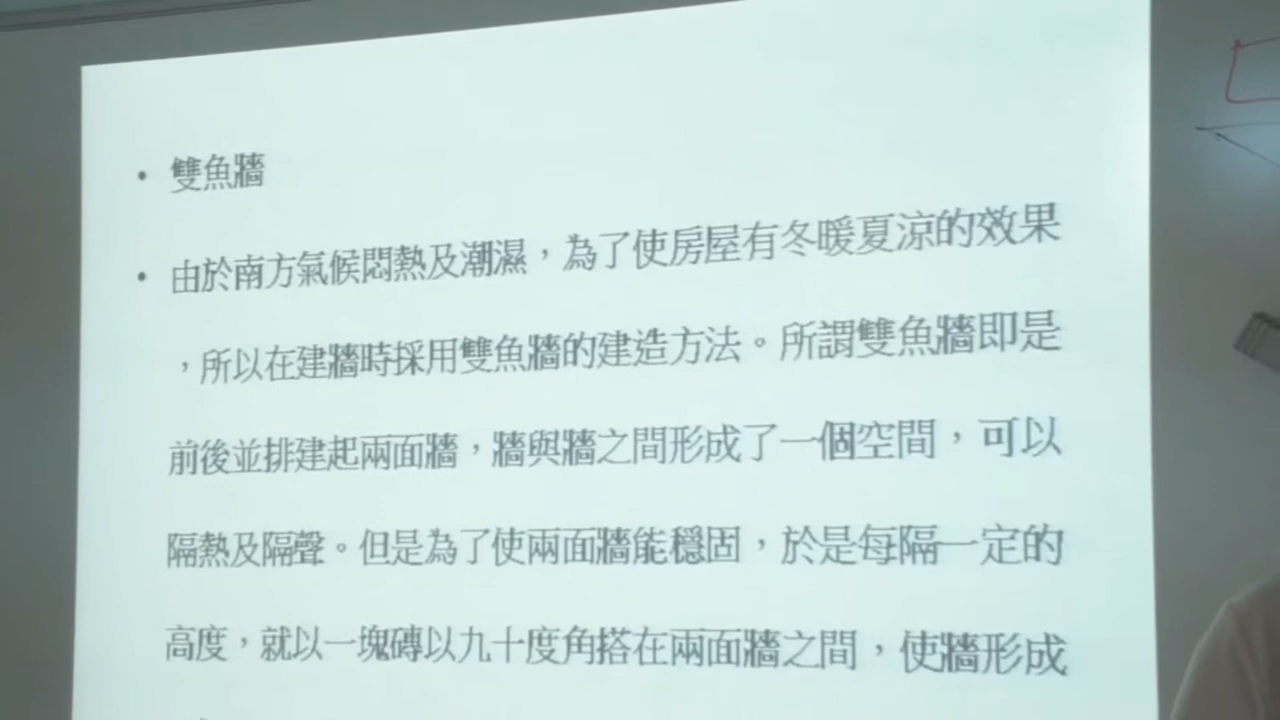 • 雙魚牆
• 由於南方氣候悶熱及潮濕，為了使房屋有冬暖夏涼的效果
，所以在建牆時採用雙魚牆的建造方法。所謂雙魚牆即是
前後並排建起兩面牆，牆與牆之間形成了一個空間，可以
隔熱及隔聲。但是為了使兩面牆能穩固，於是每隔一定的
高度，就以一塊磚以九十度角搭在兩面牆之間，使牆形成